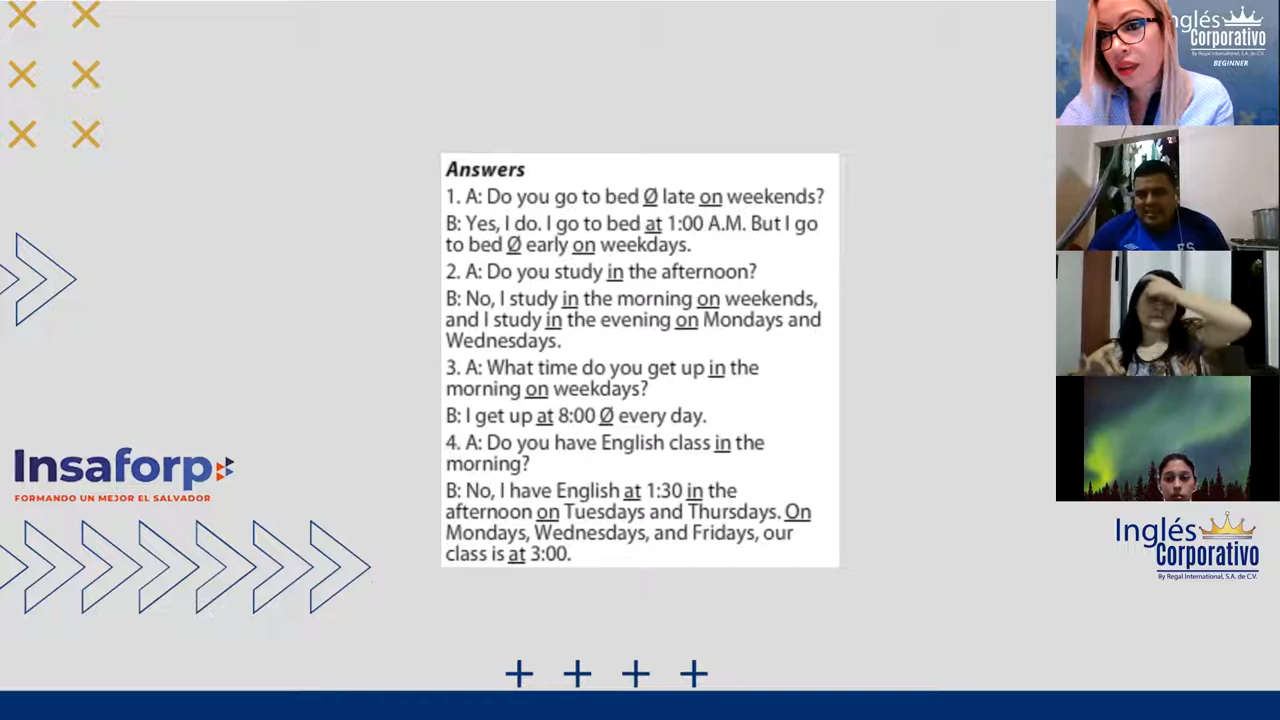 Answers
1. A: Do you go to bed Ø late on weekends?
B: Yes, I do. I go to bed at 1:00 A.M. But I go
to bed Ø early on weekdays.
2. A: Do you study in the afternoon?
B: No, I study in the morning on weekends,
and I study in the evening on Mondays and
Wednesdays.
3. A: What time do you get up in the
morning on weekdays?
B: I get up at 8:00 Ø every day.
4. A: Do you have English class in the
morning?
B: No, I have English at 1:30 in the
afternoon on Tuesdays and Thursdays. On
Mondays, Wednesdays, and Fridays, our
class is at 3:00.
Insaforp
FORMANDO UN MEJOR EL SALVADOR
nglés
Corporativo
By Regal International, S.A. de C.V.
BEGINNER
ES
Inglés
Corporativo
By Regal International, S.A. de C.V.